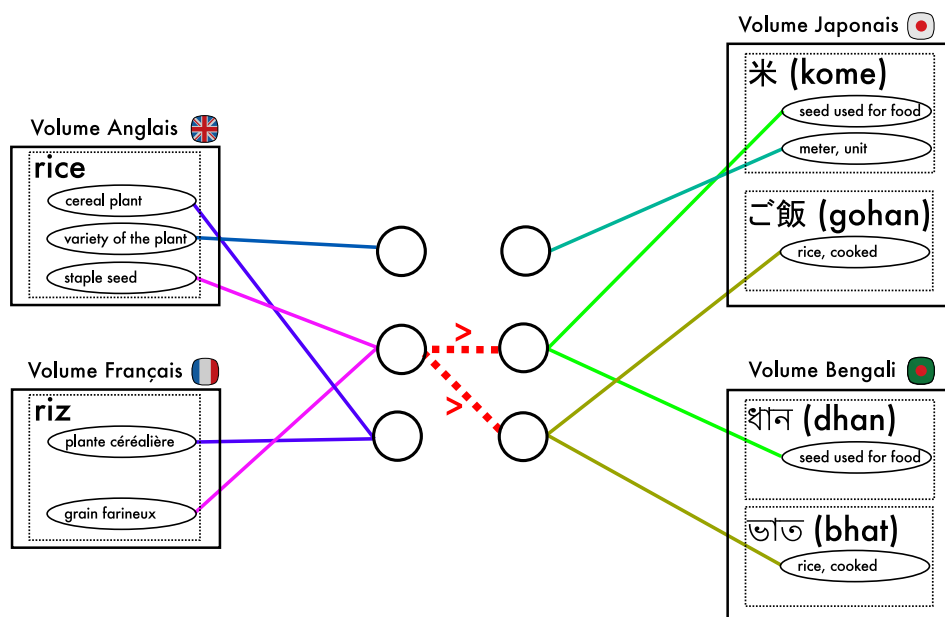 Volume Anglais
rice
cereal plant
variety of the plant
staple seed
Volume Français
riz
plante céréalière
grain farineux
>
>
Volume Japonais
米 (kome)
seed used for food
meter, unit
ご飯 (gohan)
rice, cooked
Volume Bengali
धान (dhan)
seed used for food
ভাত (bhat)
rice, cooked